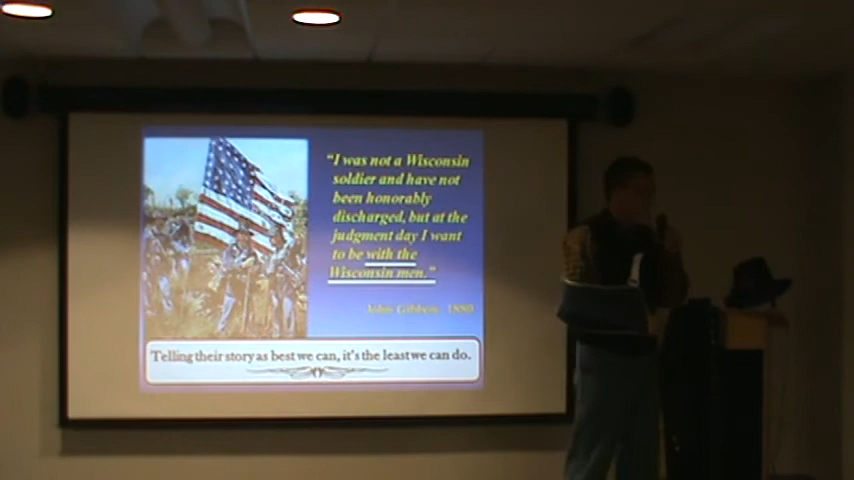 "I was not a Wisconsin
soldier and have not
been honorably
discharged, but at the
judgment day I want
to be with the
Wisconsin men."
John Gibbon 1880
Telling their story as best we can, it's the least we can do.